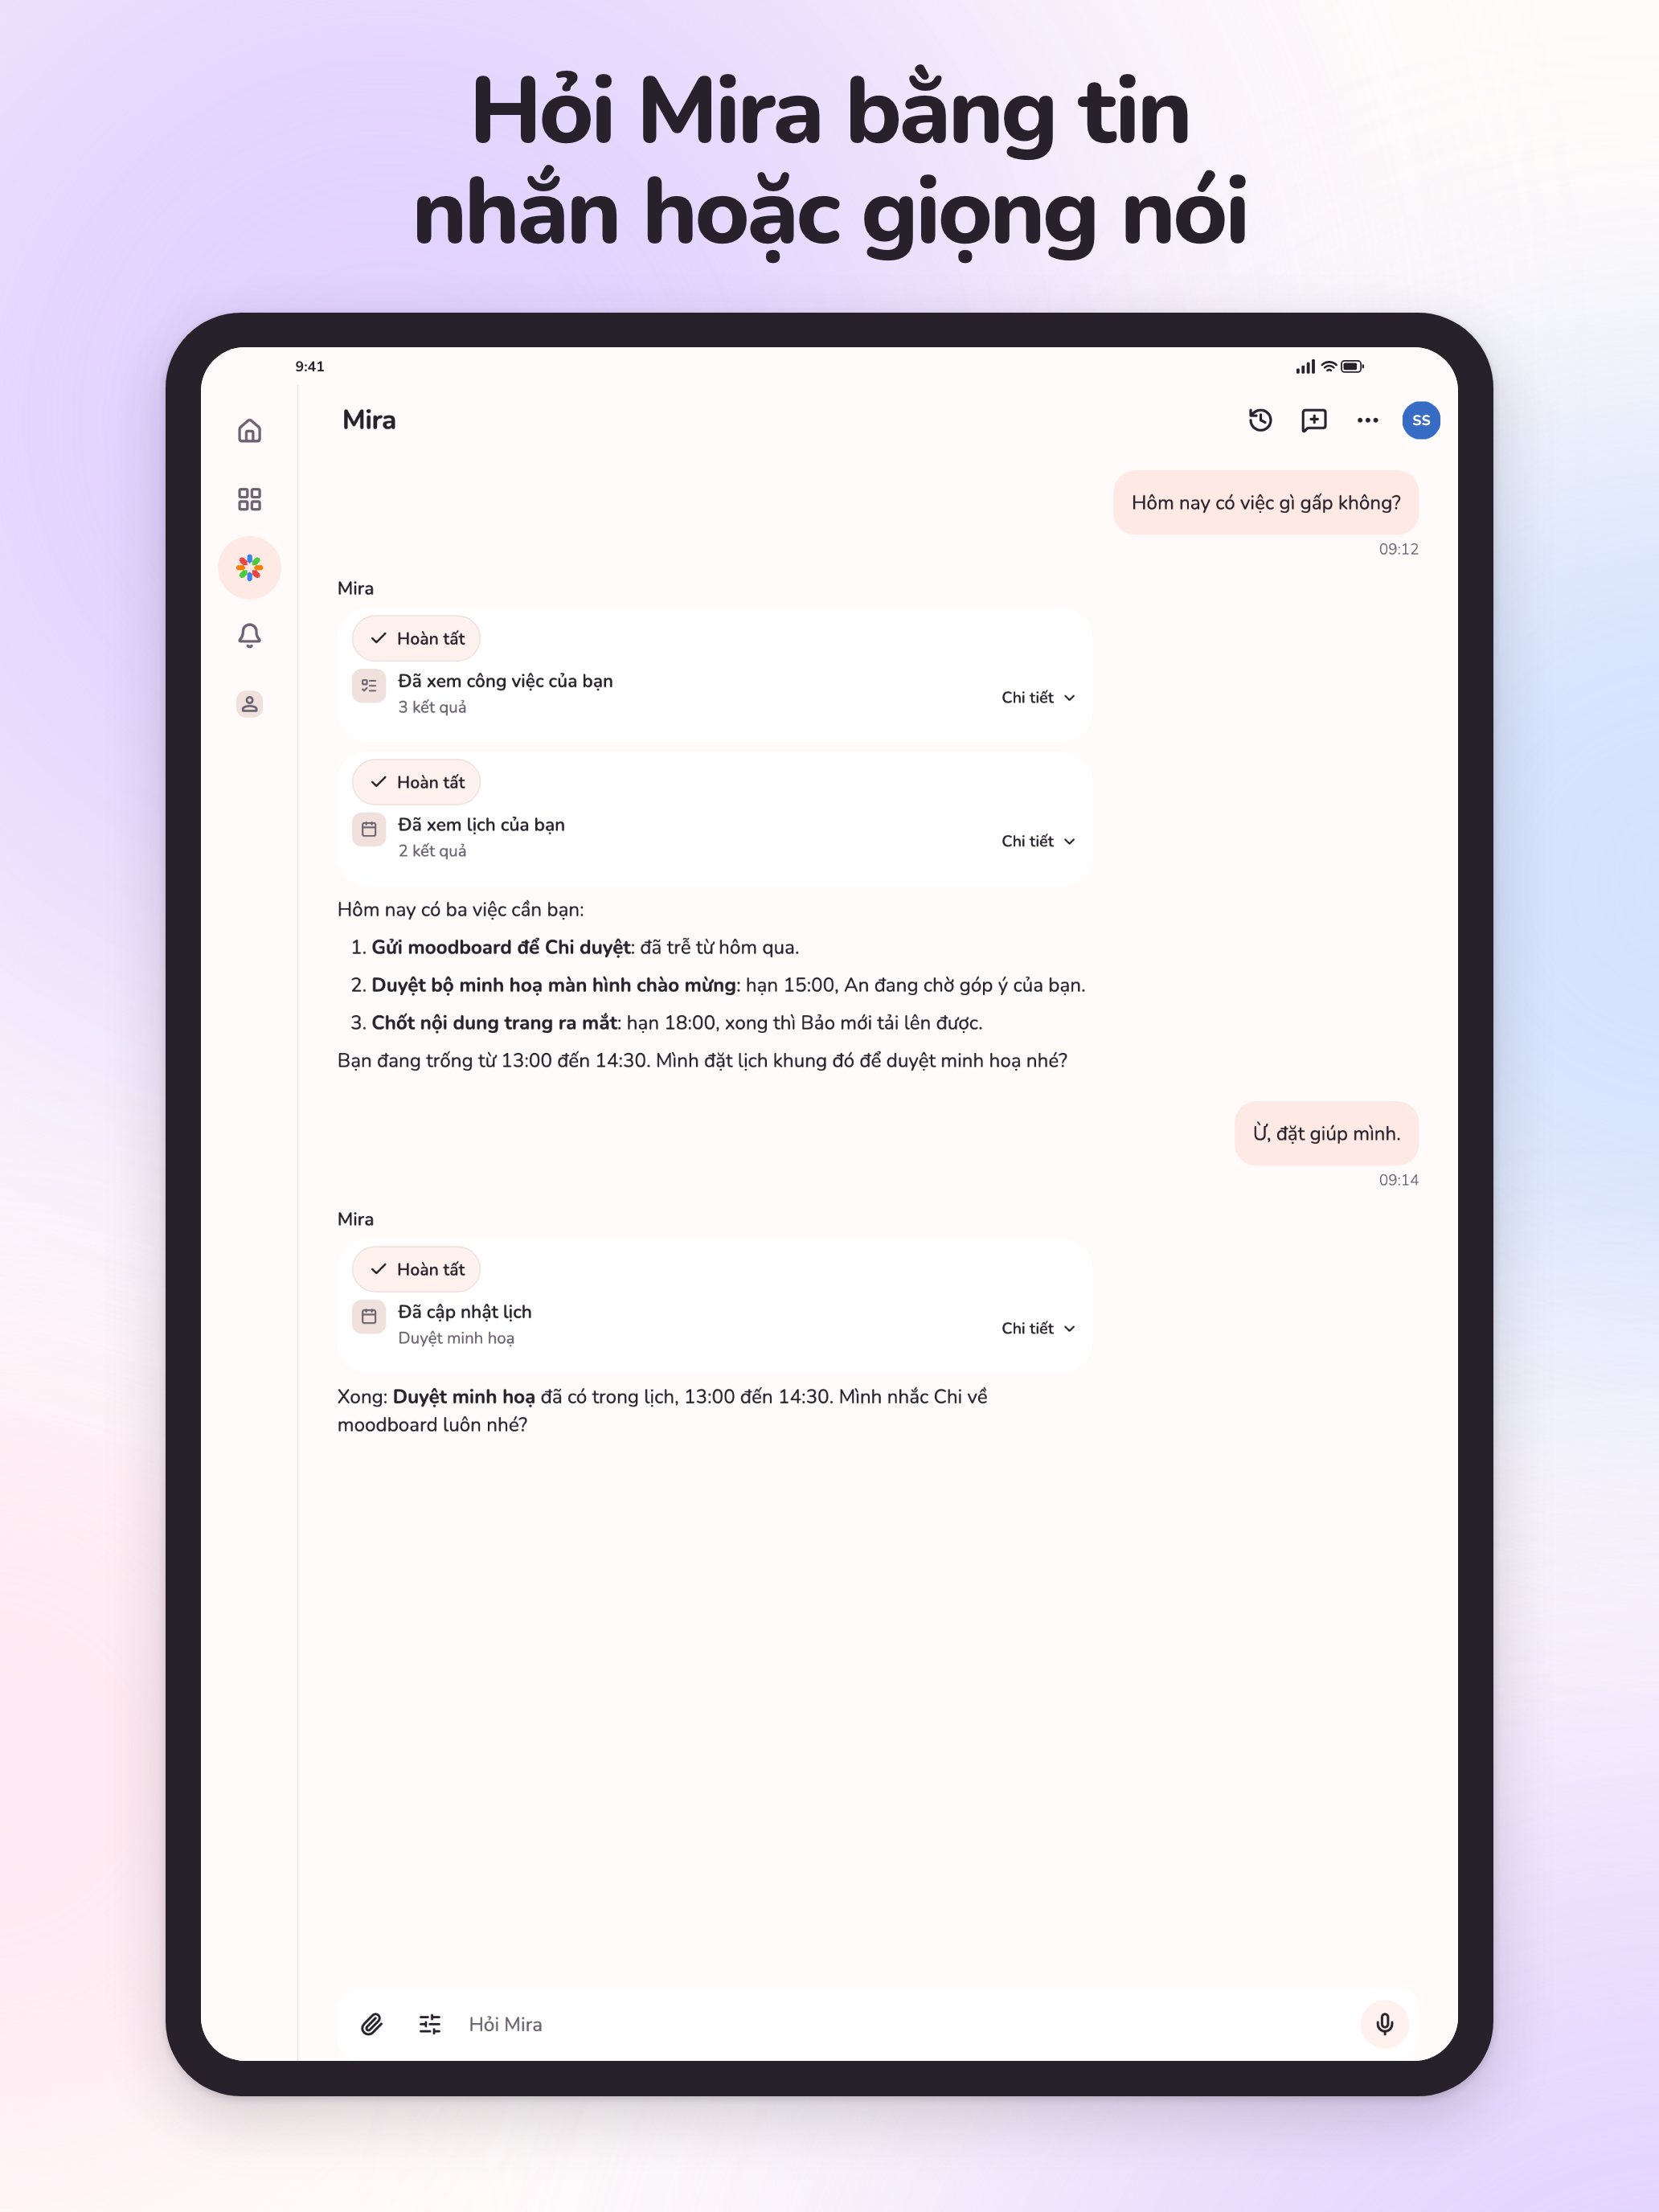 Hỏi Mira bằng tin
nhắn hoặc giọng nói
9:41
Mira
SS
Hôm nay có việc gì gấp không?
09:12
Mira
Hoàn tất
Đã xem công việc của bạn
3 kết quả
Chi tiết
Hoàn tất
Đã xem lịch của bạn
2 kết quả
Chi tiết
Hôm nay có ba việc cần bạn:
1. Gửi moodboard để Chi duyệt: đã trễ từ hôm qua.
2. Duyệt bộ minh hoạ màn hình chào mừng: hạn 15:00, An đang chờ góp ý của bạn.
3. Chốt nội dung trang ra mắt: hạn 18:00, xong thì Bảo mới tải lên được.
Bạn đang trống từ 13:00 đến 14:30. Mình đặt lịch khung đó để duyệt minh hoạ nhé?
Ừ, đặt giúp mình.
09:14
Mira
Hoàn tất
Đã cập nhật lịch
Duyệt minh hoạ
Chi tiết
Xong: Duyệt minh hoạ đã có trong lịch, 13:00 đến 14:30. Mình nhắc Chi về
moodboard luôn nhé?
Hỏi Mira